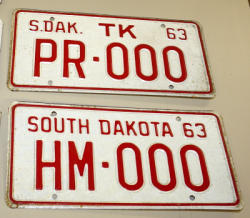 S.DAK. TK 63
PR-000
SOUTH DAKOTA 63
HM-000